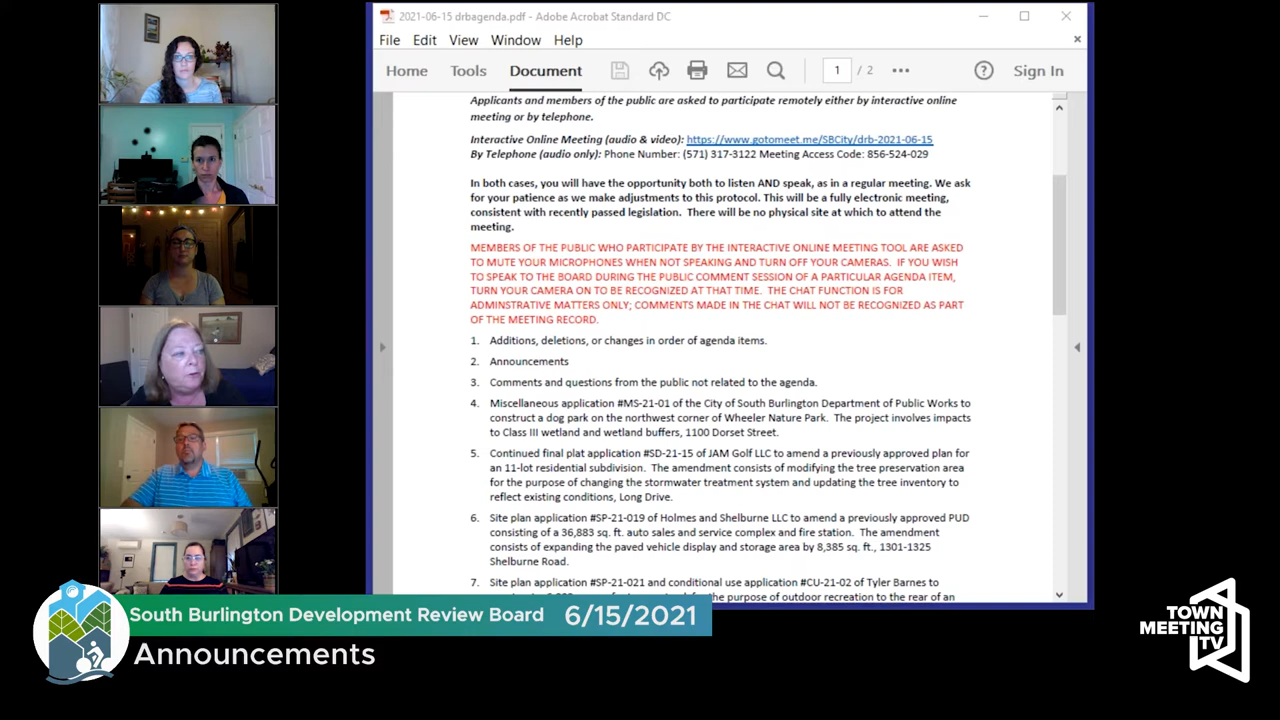 2021-06-15 drbagenda.pdf - Adobe Acrobat Standard DC
File Edit View Window Help
Home Tools Document 1 / 2 Sign In
Applicants and members of the public are asked to participate remotely either by interactive online
meeting or by telephone.
Interactive Online Meeting (audio & video): https://www.gotomeet.me/SBCity/drb-2021-06-15
By Telephone (audio only): Phone Number: (571) 317-3122 Meeting Access Code: 856-524-029
In both cases, you will have the opportunity both to listen AND speak, as in a regular meeting. We ask
for your patience as we make adjustments to this protocol. This will be a fully electronic meeting,
consistent with recently passed legislation. There will be no physical site at which to attend the
meeting.
MEMBERS OF THE PUBLIC WHO PARTICIPATE BY THE INTERACTIVE ONLINE MEETING TOOL ARE ASKED
TO MUTE YOUR MICROPHONES WHEN NOT SPEAKING AND TURN OFF YOUR CAMERAS. IF YOU WISH
TO SPEAK TO THE BOARD DURING THE PUBLIC COMMENT SESSION OF A PARTICULAR AGENDA ITEM,
TURN YOUR CAMERA ON TO BE RECOGNIZED AT THAT TIME. THE CHAT FUNCTION IS FOR
ADMINSTRATIVE MATTERS ONLY; COMMENTS MADE IN THE CHAT WILL NOT BE RECOGNIZED AS PART
OF THE MEETING RECORD.
1. Additions, deletions, or changes in order of agenda items.
2. Announcements
3. Comments and questions from the public not related to the agenda.
4. Miscellaneous application #MS-21-01 of the City of South Burlington Department of Public Works to
construct a dog park on the northwest corner of Wheeler Nature Park. The project involves impacts
to Class III wetland and wetland buffers, 1100 Dorset Street.
5. Continued final plat application #SD-21-15 of JAM Golf LLC to amend a previously approved plan for
an 11-lot residential subdivision. The amendment consists of modifying the tree preservation area
for the purpose of changing the stormwater treatment system and updating the tree inventory to
reflect existing conditions, Long Drive.
6. Site plan application #SP-21-019 of Holmes and Shelburne LLC to amend a previously approved PUD
consisting of a 36,883 sq. ft. auto sales and service complex and fire station. The amendment
consists of expanding the paved vehicle display and storage area by 8,385 sq. ft., 1301-1325
Shelburne Road.
7. Site plan application #SP-21-021 and conditional use application #CU-21-02 of Tyler Barnes to
the purpose of outdoor recreation to the rear of an
South Burlington Development Review Board 6/15/2021
Announcements
TOWN
MEETING
TV